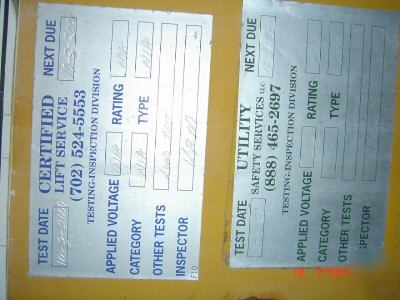 CERTIFIED
LIFT SERVICE
(702) 524-5553
TESTING-INSPECTION DIVISION
TEST DATE NEXT DUE
APPLIED VOLTAGE N/A RATING N/A
CATEGORY N/A TYPE N/A
OTHER TESTS
INSPECTOR
UTILITY
SAFETY SERVICES LLC
(888) 465-2697
TESTING-INSPECTION DIVISION
TEST DATE NEXT DUE
APPLIED VOLTAGE RATING
CATEGORY TYPE
OTHER TESTS
INSPECTOR